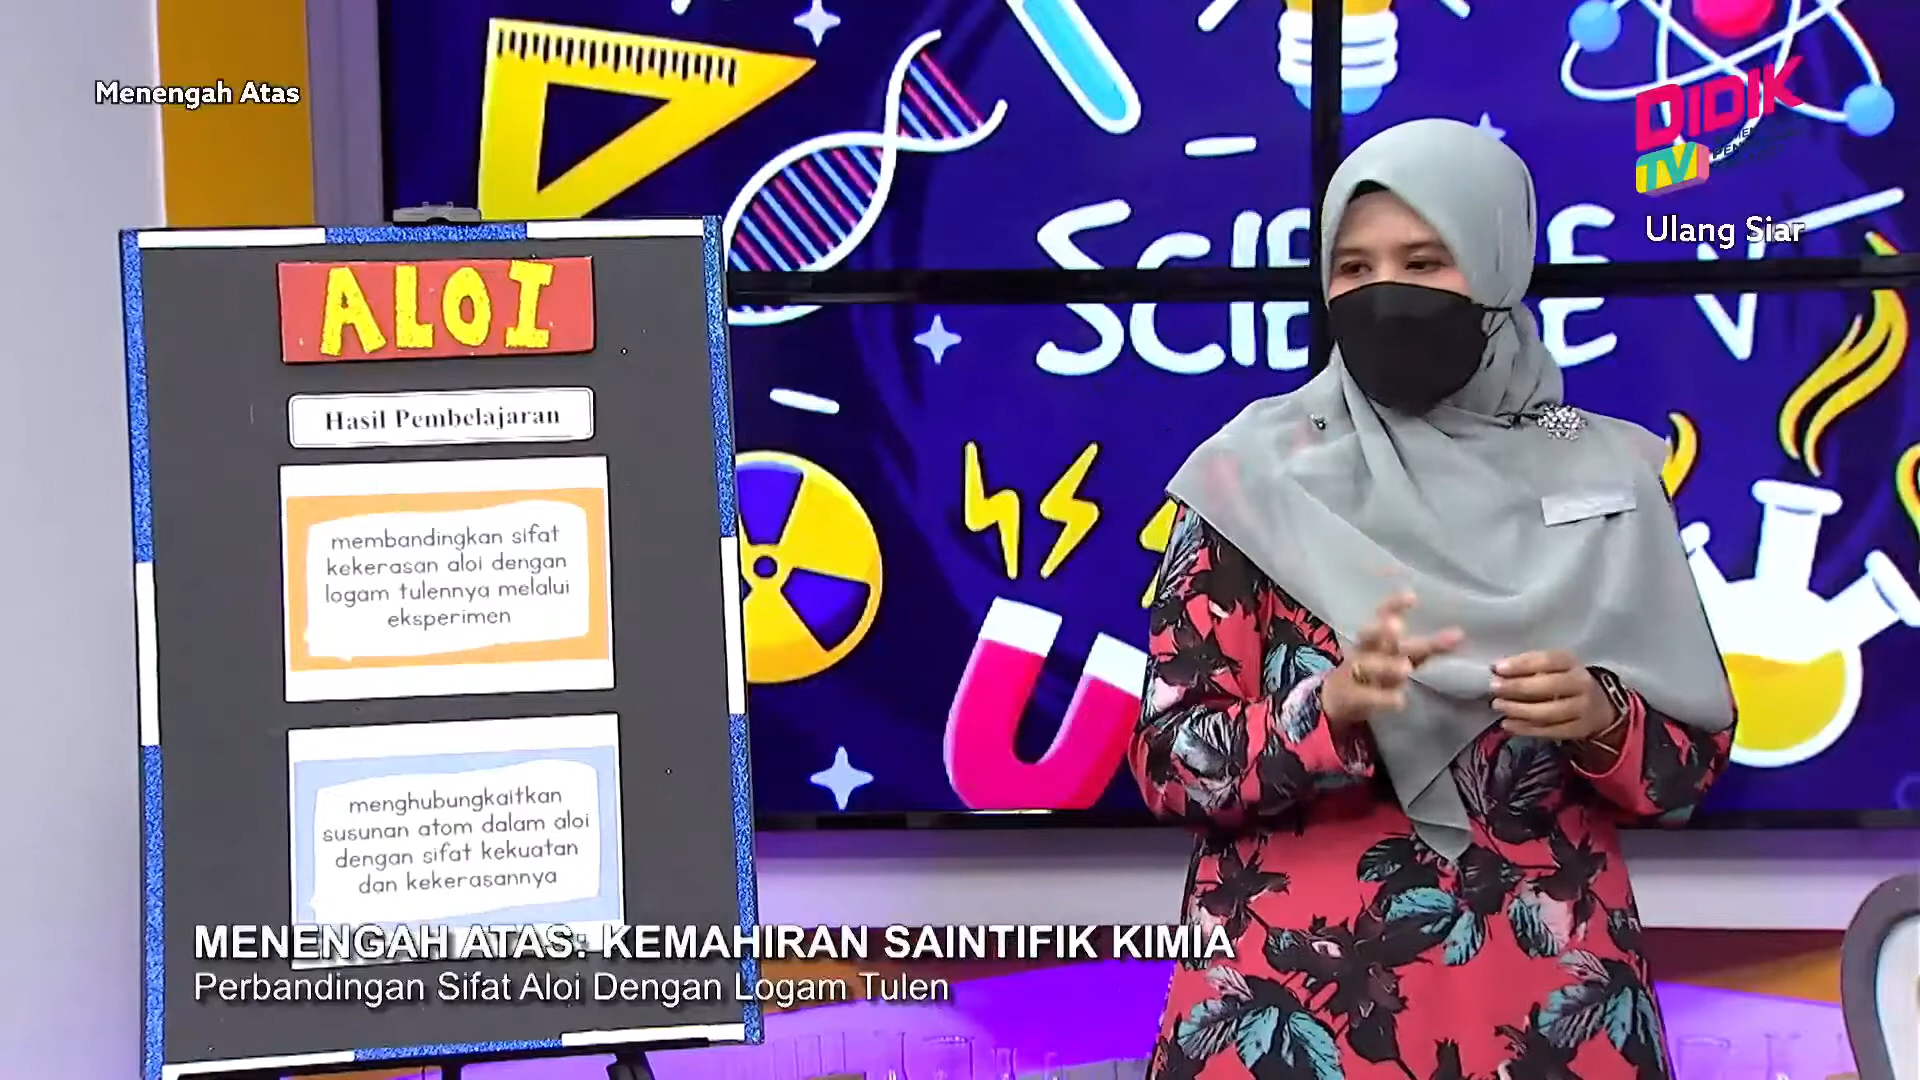 Menengah Atas
DIDIK
TV
Ulang Siar
SCIENCE
ALOI
Hasil Pembelajaran
membandingkan sifat
kekerasan aloi dengan
logam tulennya melalui
eksperimen
menghubungkaitkan
susunan atom dalam aloi
dengan sifat kekuatan
dan kekerasannya
MENENGAH ATAS: KEMAHIRAN SAINTIFIK KIMIA
Perbandingan Sifat Aloi Dengan Logam Tulen